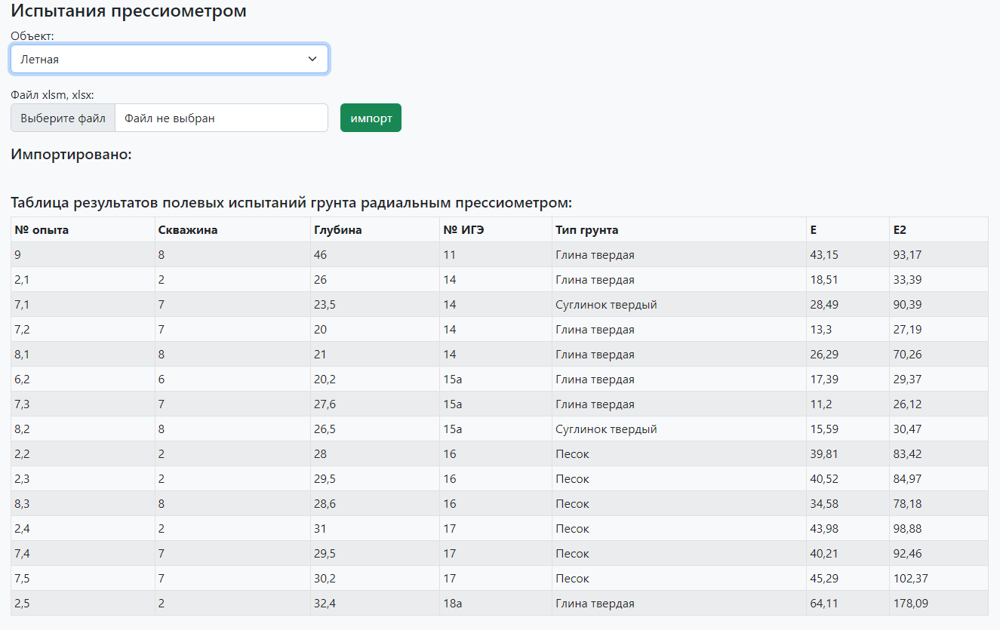 Испытания прессиометром
Объект:
Летная
Файл xlsm, xlsx:
Выберите файл Файл не выбран импорт
Импортировано:
Таблица результатов полевых испытаний грунта радиальным прессиометром:
№ опыта Скважина Глубина № ИГЭ Тип грунта E E2
9 8 46 11 Глина твердая 43,15 93,17
2,1 2 26 14 Глина твердая 18,51 33,39
7,1 7 23,5 14 Суглинок твердый 28,49 90,39
7,2 7 20 14 Глина твердая 13,3 27,19
8,1 8 21 14 Глина твердая 26,29 70,26
6,2 6 20,2 15а Глина твердая 17,39 29,37
7,3 7 27,6 15а Глина твердая 11,2 26,12
8,2 8 26,5 15а Суглинок твердый 15,59 30,47
2,2 2 28 16 Песок 39,81 83,42
2,3 2 29,5 16 Песок 40,52 84,97
8,3 8 28,6 16 Песок 34,58 78,18
2,4 2 31 17 Песок 43,98 98,88
7,4 7 29,5 17 Песок 40,21 92,46
7,5 7 30,2 17 Песок 45,29 102,37
2,5 2 32,4 18а Глина твердая 64,11 178,09